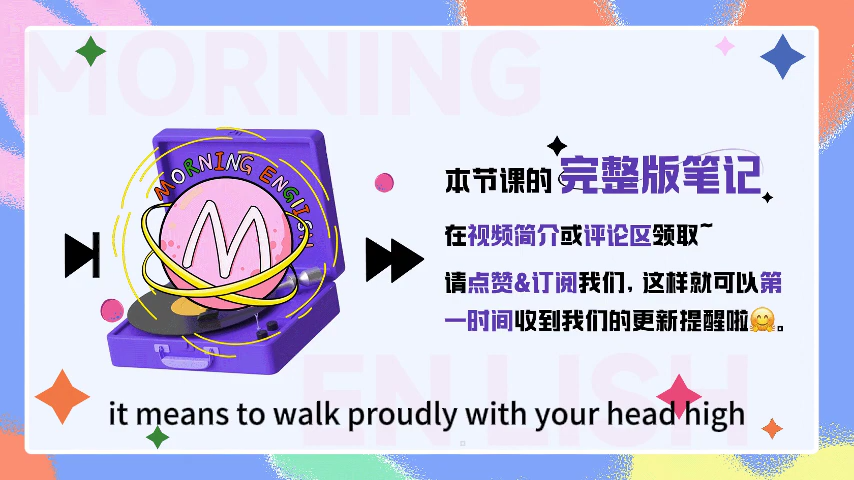 MORNING
MORNING ENGLISH
M
本节课的 完整版笔记
在视频简介或评论区领取~
请点赞&订阅我们, 这样就可以第
一时间收到我们的更新提醒啦🤗。
EN LISH
it means to walk proudly with your head high